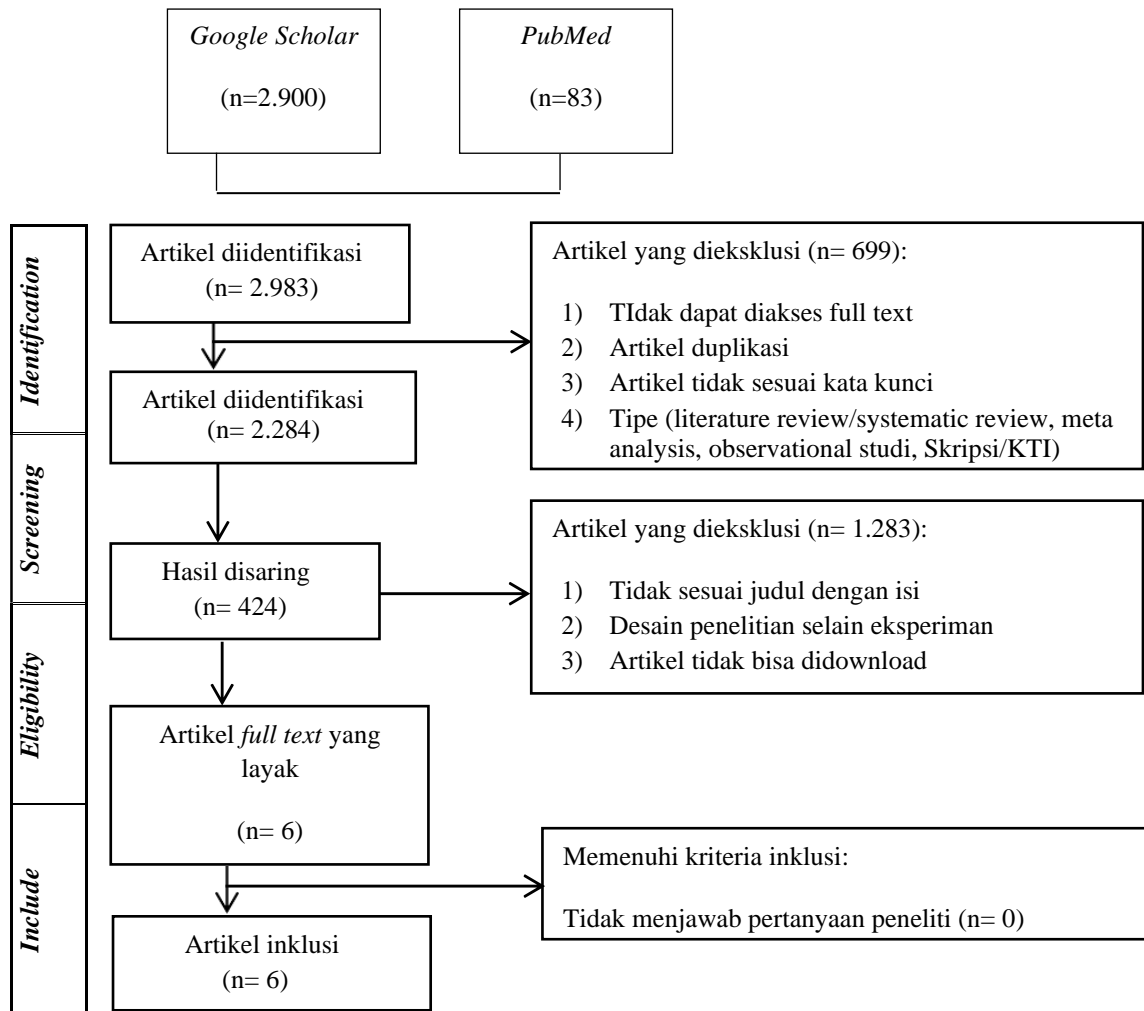 Google Scholar
(n=2.900)
PubMed
(n=83)
Identification
Artikel diidentifikasi
(n= 2.983)
Artikel yang dieksklusi (n= 699):
1) TIdak dapat diakses full text
2) Artikel duplikasi
3) Artikel tidak sesuai kata kunci
4) Tipe (literature review/systematic review, meta
analysis, observational studi, Skripsi/KTI)
Artikel diidentifikasi
(n= 2.284)
Screening
Hasil disaring
(n= 424)
Artikel yang dieksklusi (n= 1.283):
1) Tidak sesuai judul dengan isi
2) Desain penelitian selain eksperiman
3) Artikel tidak bisa didownload
Eligibility
Artikel full text yang
layak
(n= 6)
Include
Memenuhi kriteria inklusi:
Tidak menjawab pertanyaan peneliti (n= 0)
Artikel inklusi
(n= 6)